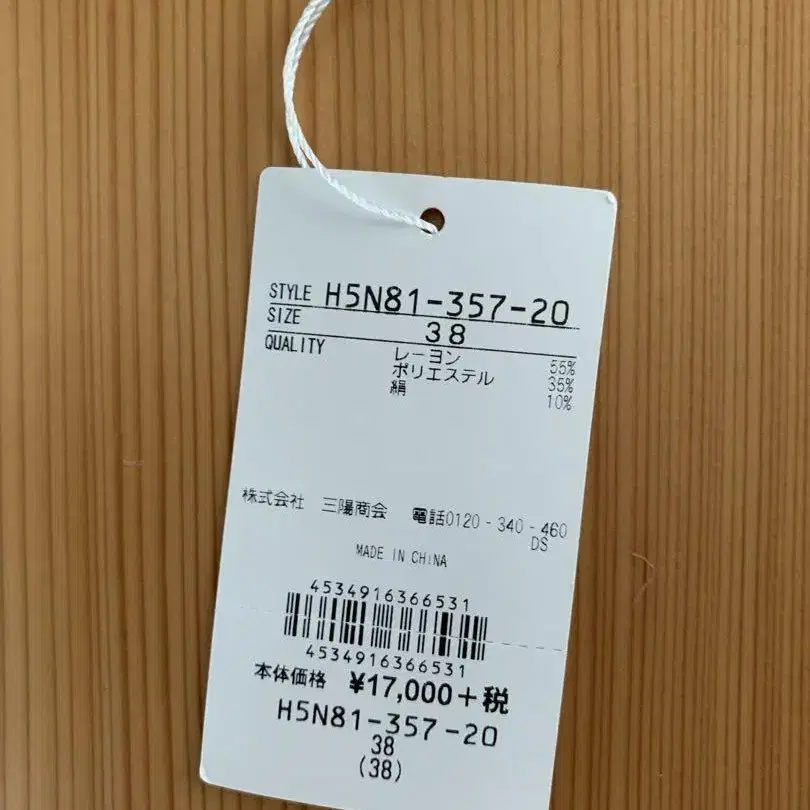 STYLE H5N81-357-20
SIZE 38
QUALITY レーヨン 55%
ポリエステル 35%
絹 10%
株式会社 三陽商会 電話0120-340-460
DS
MADE IN CHINA
4534916366531
4534916366531
本体価格 ¥17,000+税
H5N81-357-20
38
(38)